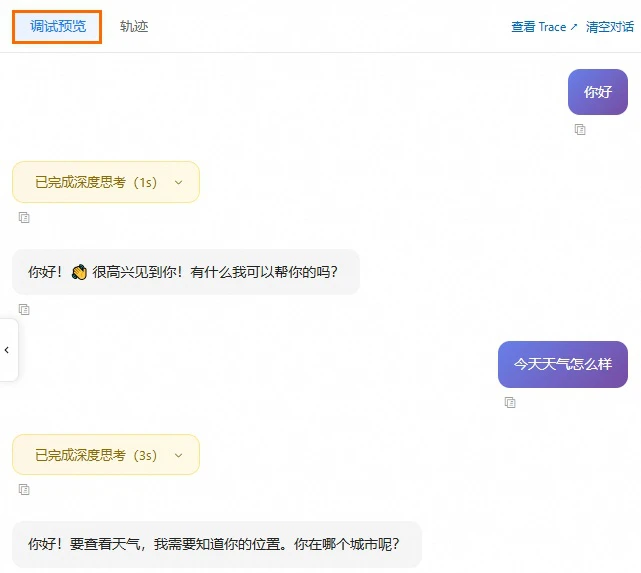 调试预览 轨迹 查看 Trace ↗ 清空对话
你好
已完成深度思考（1s）
你好！👋 很高兴见到你！有什么我可以帮你的吗？
今天天气怎么样
已完成深度思考（3s）
你好！要查看天气，我需要知道你的位置。你在哪个城市呢？